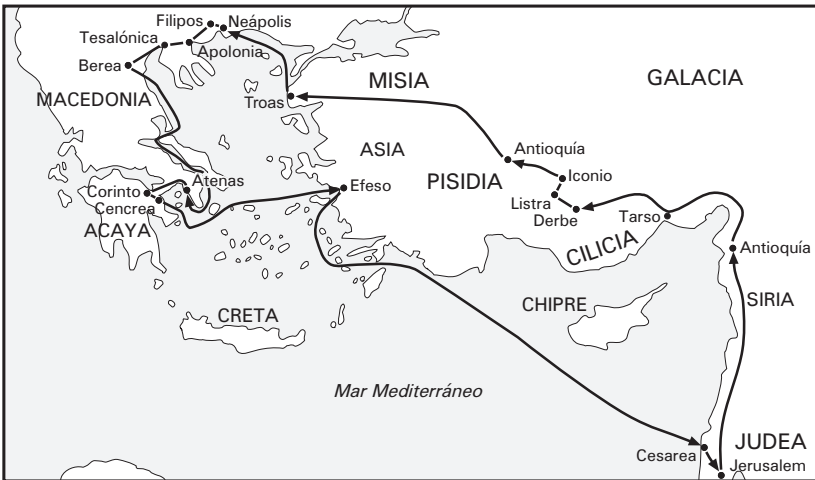 Filipos
Neápolis
Tesalónica
Apolonia
Berea
MISIA
GALACIA
MACEDONIA
Troas
ASIA
Antioquía
PISIDIA
Iconio
Atenas
Efeso
Corinto
Listra
Cencrea
Derbe
Tarso
ACAYA
CILICIA
Antioquía
CHIPRE
SIRIA
CRETA
Mar Mediterráneo
JUDEA
Cesarea
Jerusalem